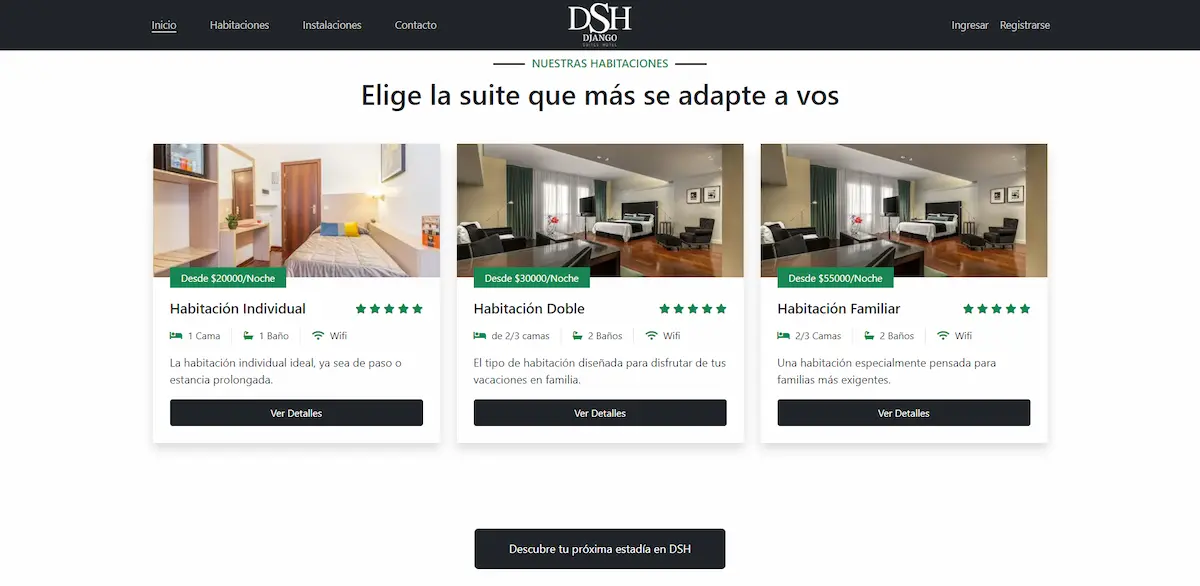 Inicio
Habitaciones
Instalaciones
Contacto
DSH
DJANGO
SUITES HOTEL
Ingresar
Registrarse
NUESTRAS HABITACIONES
Elige la suite que más se adapte a vos
Desde $20000/Noche
Habitación Individual
1 Cama
1 Baño
Wifi
La habitación individual ideal, ya sea de paso o
estancia prolongada.
Ver Detalles
Desde $30000/Noche
Habitación Doble
de 2/3 camas
2 Baños
Wifi
El tipo de habitación diseñada para disfrutar de tus
vacaciones en familia.
Ver Detalles
Desde $55000/Noche
Habitación Familiar
2/3 Camas
2 Baños
Wifi
Una habitación especialmente pensada para
familias más exigentes.
Ver Detalles
Descubre tu próxima estadía en DSH